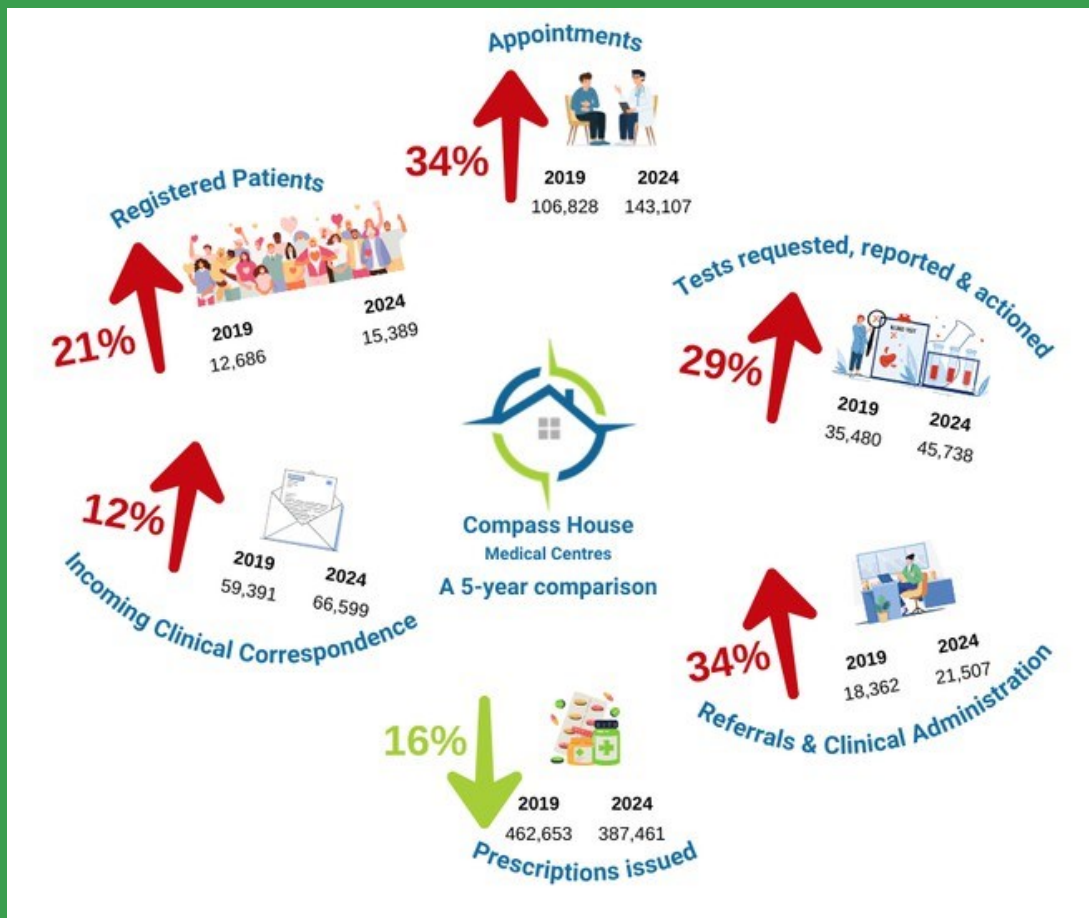 Appointments
34%
2019 2024
106,828 143,107
Registered Patients
21%
2019 2024
12,686 15,389
Tests requested, reported & actioned
29%
2019 2024
35,480 45,738
Compass House
Medical Centres
A 5-year comparison
12%
2019 2024
59,391 66,599
Incoming Clinical Correspondence
34%
2019 2024
18,362 21,507
Referrals & Clinical Administration
16%
2019 2024
462,653 387,461
Prescriptions issued